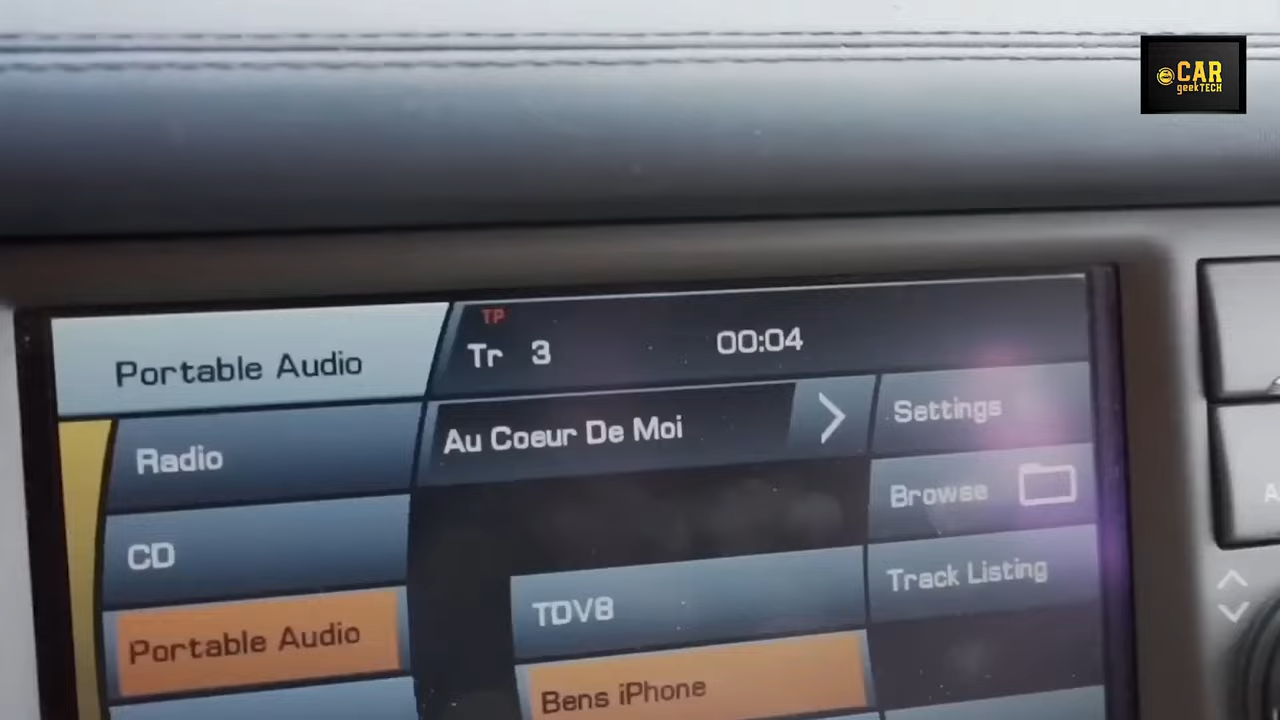 CAR
geekTECH
Portable Audio
TP
Tr 3 00:04
Radio
Au Coeur De Moi
Settings
CD
Browse
Track Listing
TDV8
Portable Audio
Bens iPhone